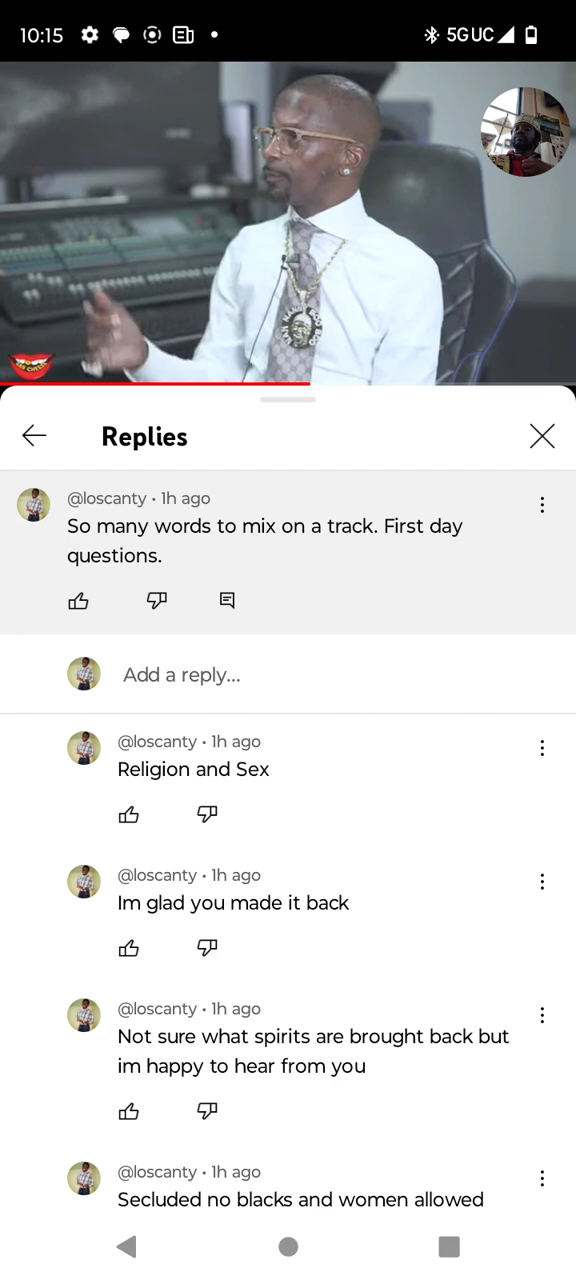 10:15
5G UC
Replies
@loscanty • 1h ago
So many words to mix on a track. First day
questions.
Add a reply...
@loscanty • 1h ago
Religion and Sex
@loscanty • 1h ago
Im glad you made it back
@loscanty • 1h ago
Not sure what spirits are brought back but
im happy to hear from you
@loscanty • 1h ago
Secluded no blacks and women allowed